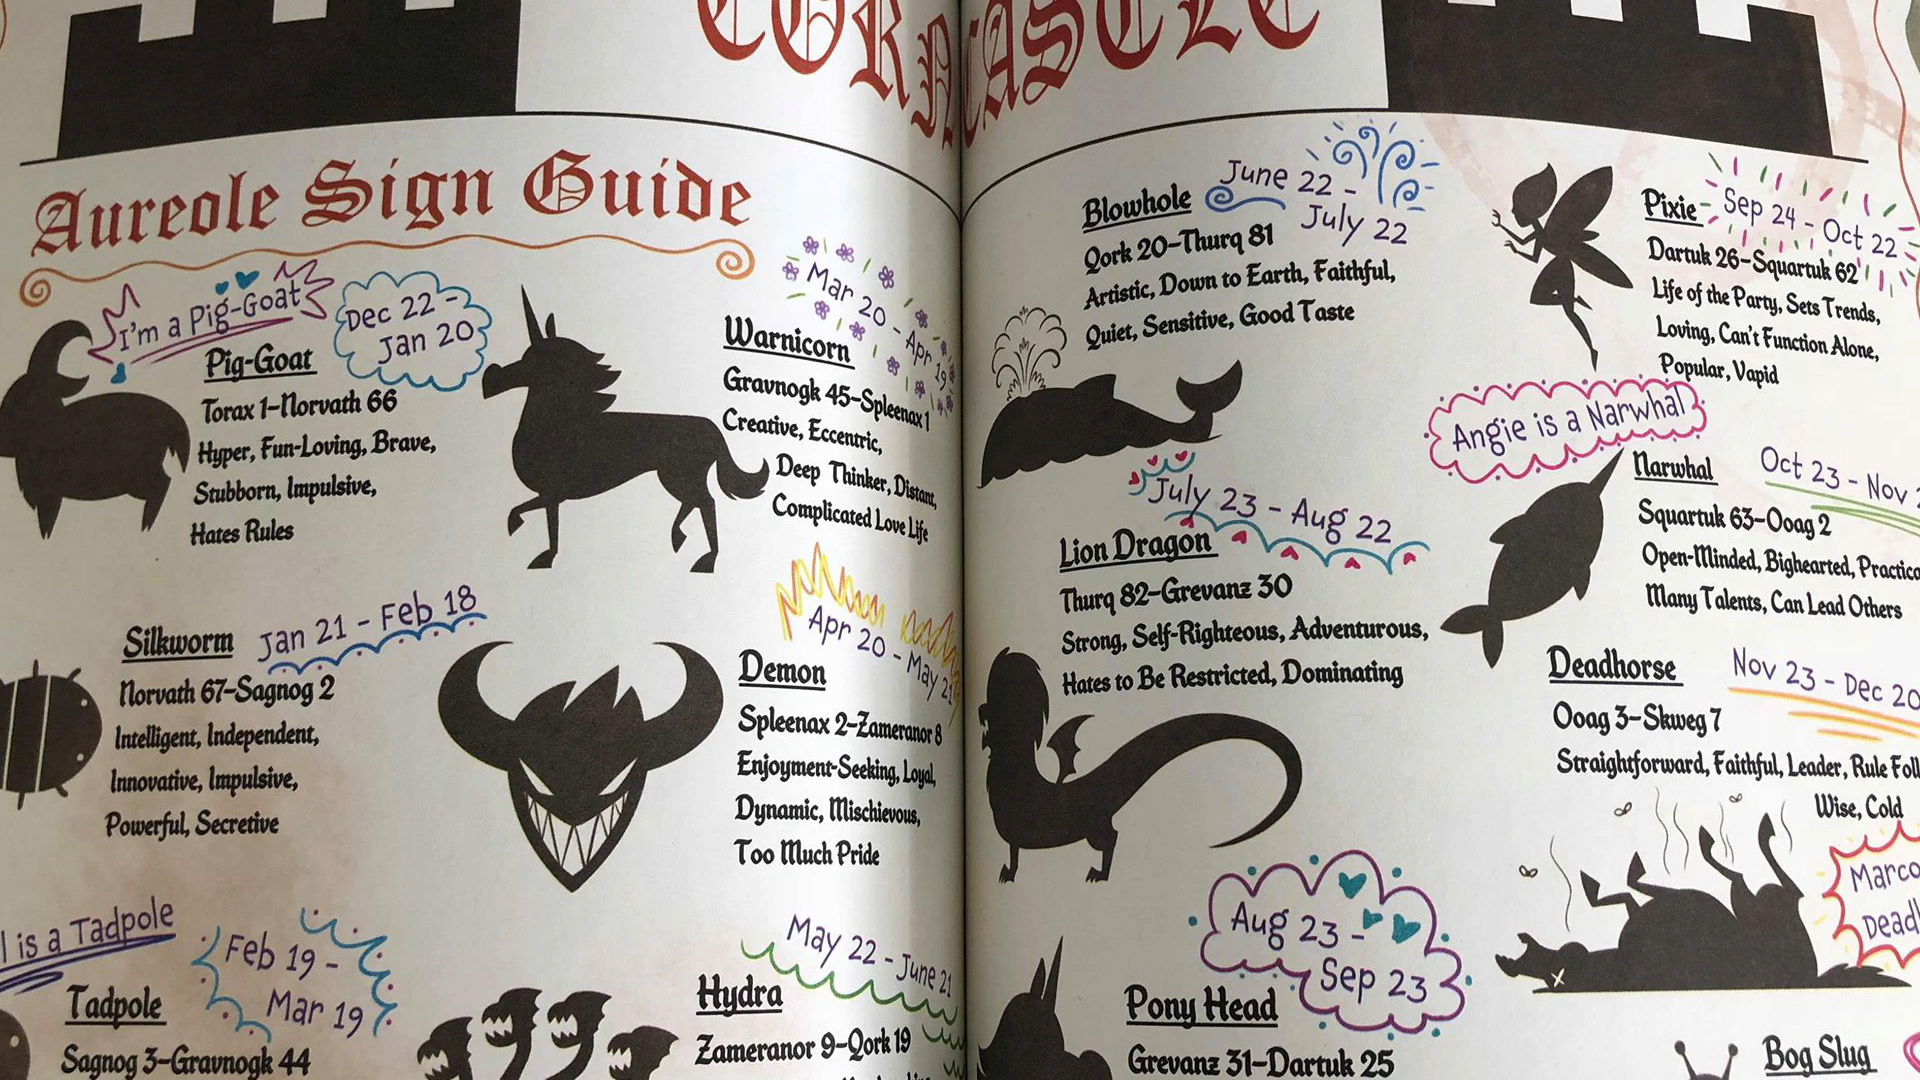 CORNCASTLE
Aureole Sign Guide
I'm a Pig-Goat
Dec 22 -
Jan 20
Pig-Goat
Torax 1–Norvath 66
Hyper, Fun-Loving, Brave,
Stubborn, Impulsive,
Hates Rules
Silkworm
Jan 21 - Feb 18
Norvath 67–Sagnog 2
Intelligent, Independent,
Innovative, Impulsive,
Powerful, Secretive
is a Tadpole
Feb 19 -
Mar 19
Tadpole
Sagnog 3–Gravnogk 44
Mar 20 - Apr 19
Warnicorn
Gravnogk 45–Spleenax 1
Creative, Eccentric,
Deep Thinker, Distant,
Complicated Love Life
Apr 20 - May 21
Demon
Spleenax 2–Zameranor 8
Enjoyment-Seeking, Loyal,
Dynamic, Mischievous,
Too Much Pride
May 22 - June 21
Hydra
Zameranor 9–Qork 19
Blowhole
June 22 -
July 22
Qork 20–Thurq 81
Artistic, Down to Earth, Faithful,
Quiet, Sensitive, Good Taste
July 23 - Aug 22
Lion Dragon
Thurq 82–Grevanz 30
Strong, Self-Righteous, Adventurous,
Hates to Be Restricted, Dominating
Aug 23 -
Sep 23
Pony Head
Grevanz 31–Dartuk 25
Pixie
Sep 24 - Oct 22
Dartuk 26–Squartuk 62
Life of the Party, Sets Trends,
Loving, Can't Function Alone,
Popular, Vapid
Angie is a Narwhal
Narwhal
Oct 23 - Nov
Squartuk 63–Ooag 2
Open-Minded, Bighearted,
Many Talents, Can Lead Others
Deadhorse
Nov 23 - Dec 20
Ooag 3–Skweg 7
Straightforward, Faithful, Leader, Rule
Wise, Cold
Marco
Bog Slug